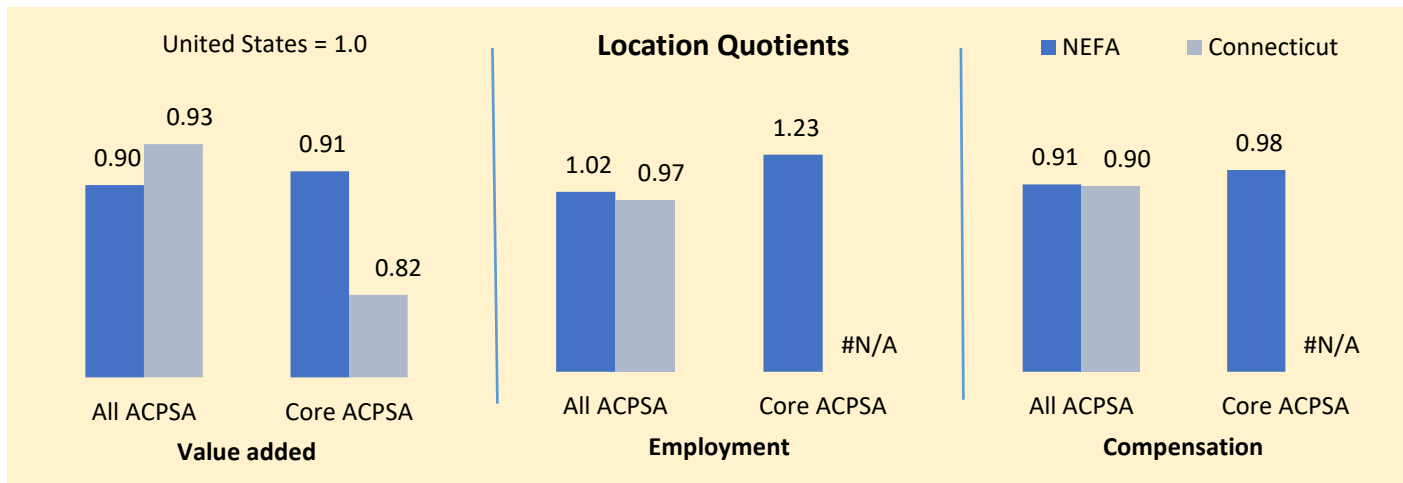 United States = 1.0
Location Quotients
NEFA
Connecticut
0.90
0.93
0.91
0.82
All ACPSA
Core ACPSA
Value added
1.02
0.97
1.23
#N/A
All ACPSA
Core ACPSA
Employment
0.91
0.90
0.98
#N/A
All ACPSA
Core ACPSA
Compensation